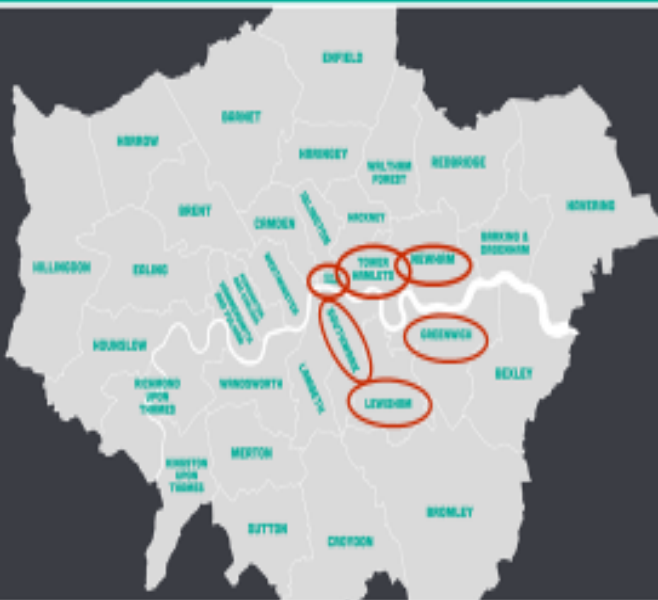 ENFIELD
BARNET
HARROW
HARINGEY
WALTHAM
FOREST
REDBRIDGE
HAVERING
BRENT
ISLINGTON
CAMDEN
HACKNEY
BARKING &
DAGENHAM
HILLINGDON
EALING
WESTMINSTER
TOWER
HAMLETS
NEWHAM
HOUNSLOW
SOUTHWARK
GREENWICH
BEXLEY
RICHMOND
UPON
THAMES
WANDSWORTH
LAMBETH
LEWISHAM
MERTON
KINGSTON
UPON
THAMES
BROMLEY
SUTTON
CROYDON